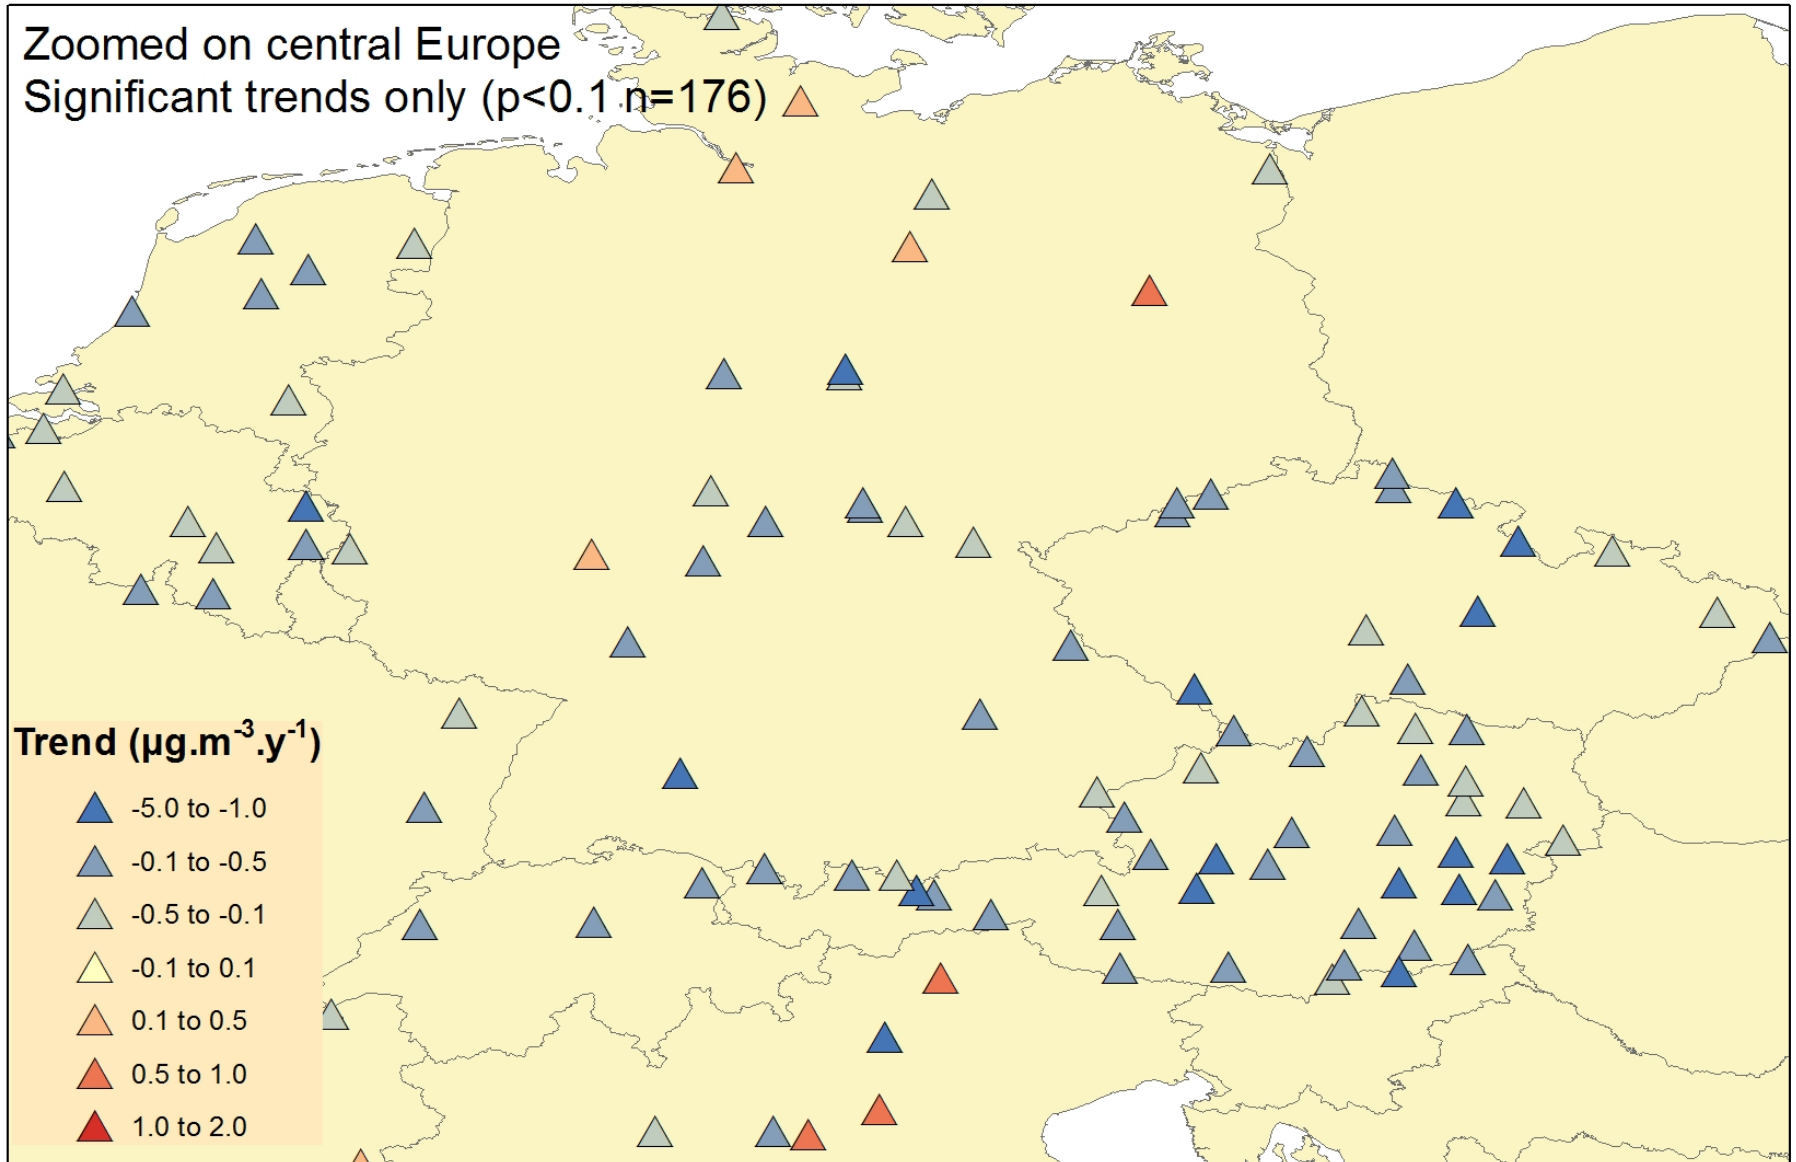 Zoomed on central Europe
Significant trends only (p<0.1 n=176)
Trend (µg.m⁻³.y⁻¹)
-5.0 to -1.0
-0.1 to -0.5
-0.5 to -0.1
-0.1 to 0.1
0.1 to 0.5
0.5 to 1.0
1.0 to 2.0